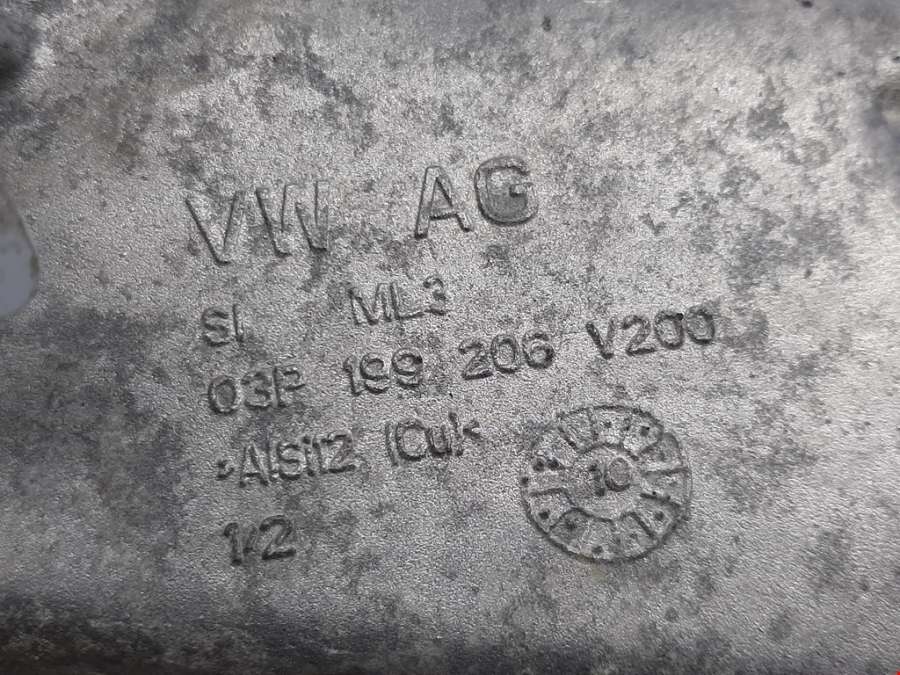 VW AG
SI ML3
03P 199 206 V200
>AlSi12 (Cu)<
1/2
10